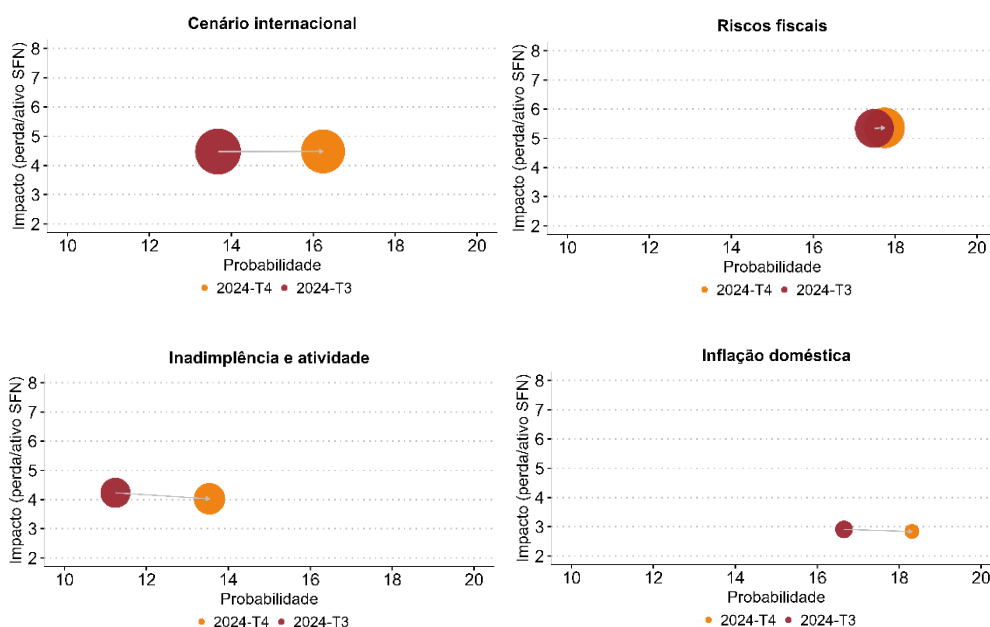 Cenário internacional
Impacto (perda/ativo SFN)
8
7
6
5
4
3
2
10 12 14 16 18 20
Probabilidade
2024-T4 2024-T3
Riscos fiscais
Impacto (perda/ativo SFN)
8
7
6
5
4
3
2
10 12 14 16 18 20
Probabilidade
2024-T4 2024-T3
Inadimplência e atividade
Impacto (perda/ativo SFN)
8
7
6
5
4
3
2
10 12 14 16 18 20
Probabilidade
2024-T4 2024-T3
Inflação doméstica
Impacto (perda/ativo SFN)
8
7
6
5
4
3
2
10 12 14 16 18 20
Probabilidade
2024-T4 2024-T3